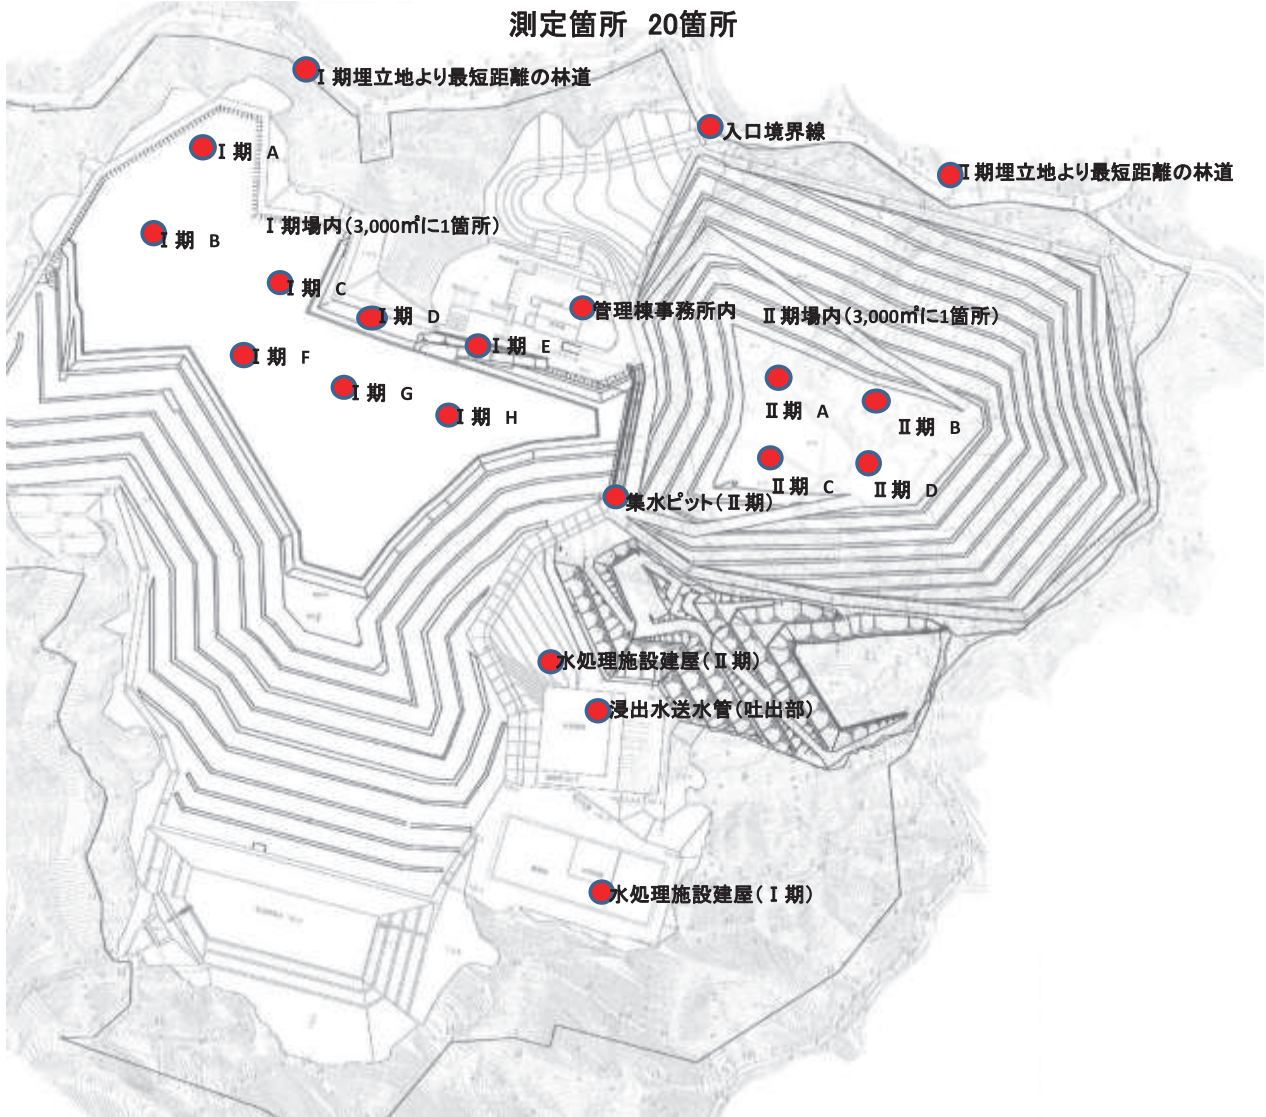 測定箇所 20箇所
Ⅰ期埋立地より最短距離の林道
入口境界線
Ⅰ期 A
Ⅱ期埋立地より最短距離の林道
Ⅰ期場内(3,000㎡に1箇所)
Ⅰ期 B
Ⅰ期 C
管理棟事務所内
Ⅱ期場内(3,000㎡に1箇所)
Ⅰ期 D
Ⅰ期 E
Ⅰ期 F
Ⅰ期 G
Ⅰ期 H
Ⅱ期 A
Ⅱ期 B
Ⅱ期 C
Ⅱ期 D
集水ピット(Ⅱ期)
水処理施設建屋(Ⅱ期)
浸出水送水管(吐出部)
水処理施設建屋(Ⅰ期)